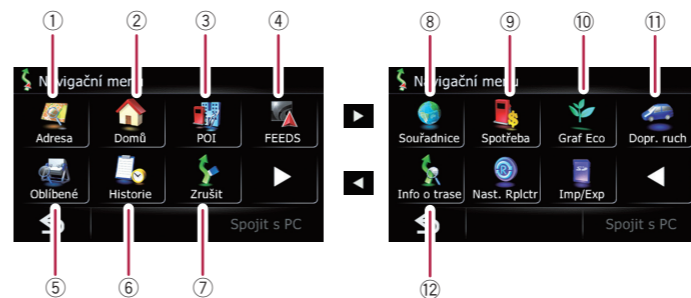 ① ② ③ ④
Navigační menu
Adresa Domů POI FEEDS
Oblíbené Historie Zrušit
Spojit s PC
⑤ ⑥ ⑦
⑧ ⑨ ⑩ ⑪
Navigační menu
Souřadnice Spotřeba Graf Eco Dopr. ruch
Info o trase Nast. Rplctr Imp/Exp
Spojit s PC
⑫